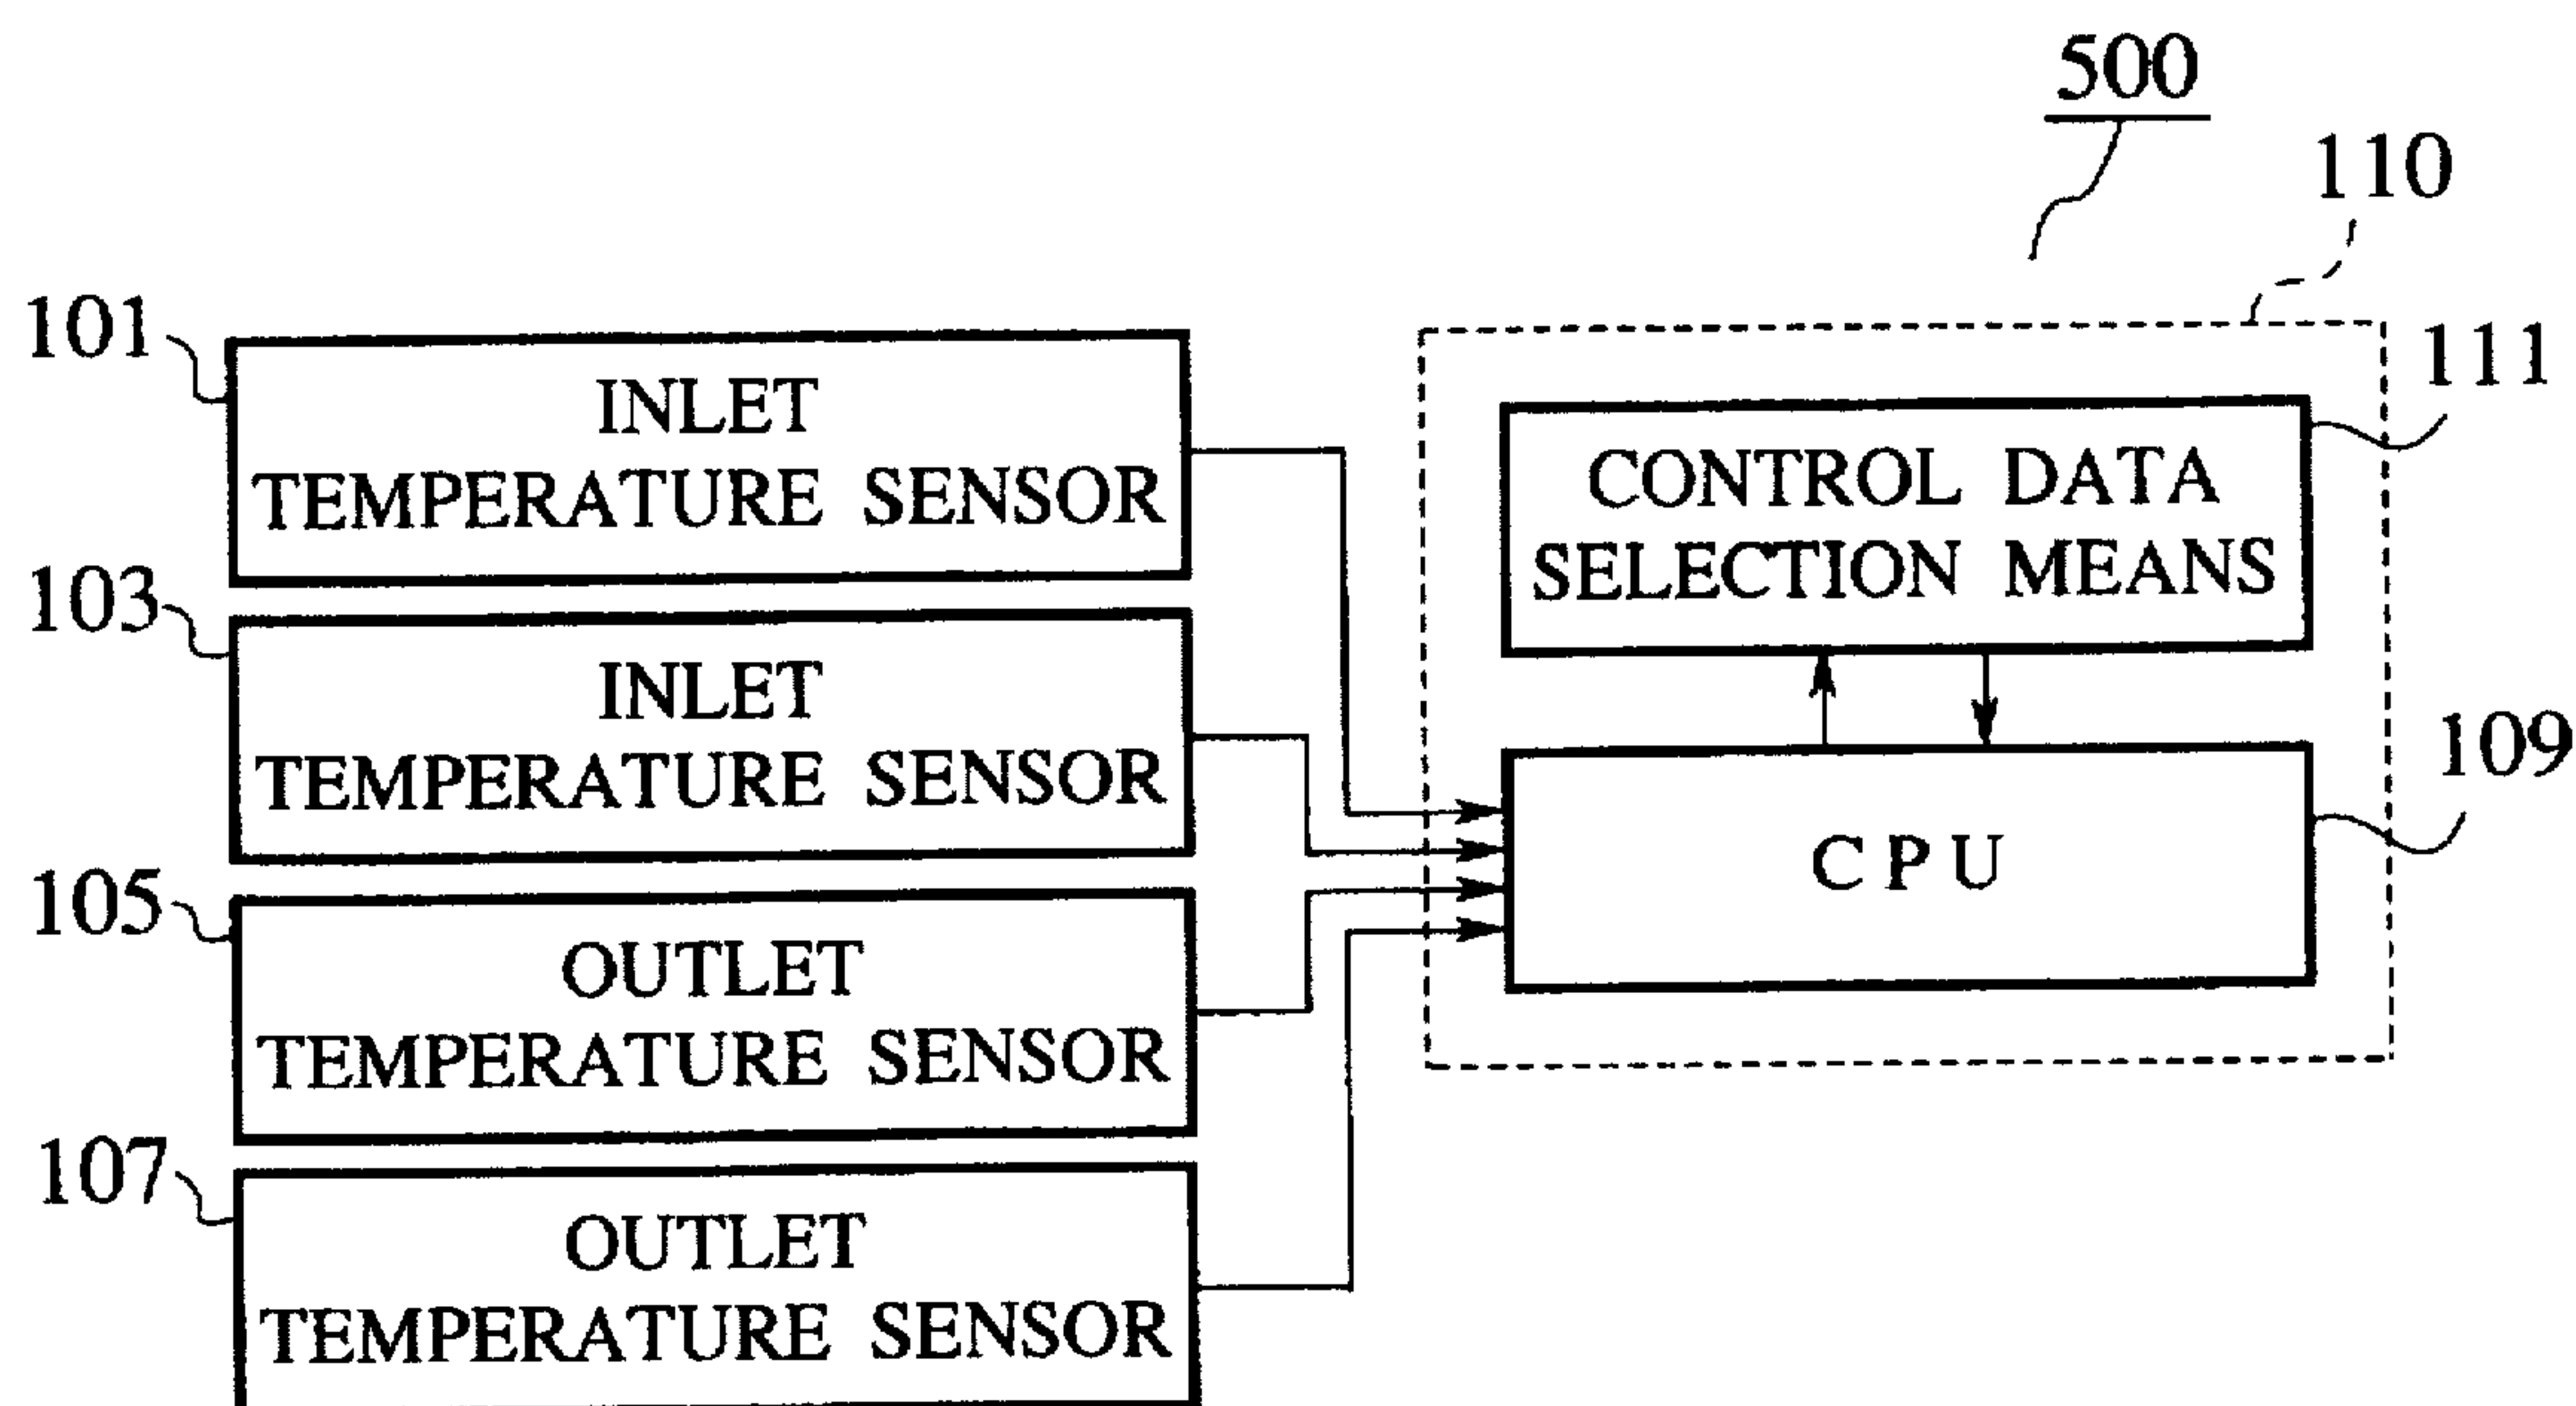 500
110
101
INLET
TEMPERATURE SENSOR
111
CONTROL DATA
SELECTION MEANS
103
INLET
TEMPERATURE SENSOR
109
CPU
105
OUTLET
TEMPERATURE SENSOR
107
OUTLET
TEMPERATURE SENSOR